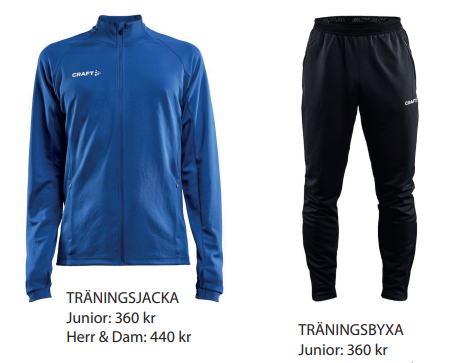 CRAFT
CRAFT
TRÄNINGSJACKA
Junior: 360 kr
Herr & Dam: 440 kr
TRÄNINGSBYXA
Junior: 360 kr